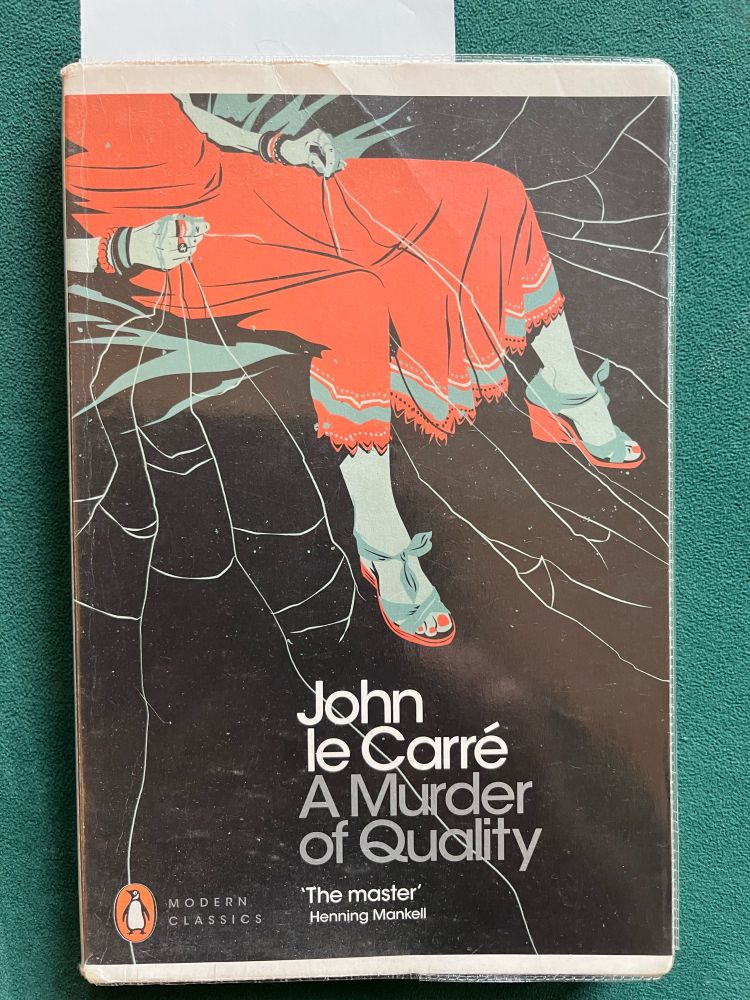 John
le Carré
A Murder
of Quality
'The master'
Henning Mankell
MODERN
CLASSICS